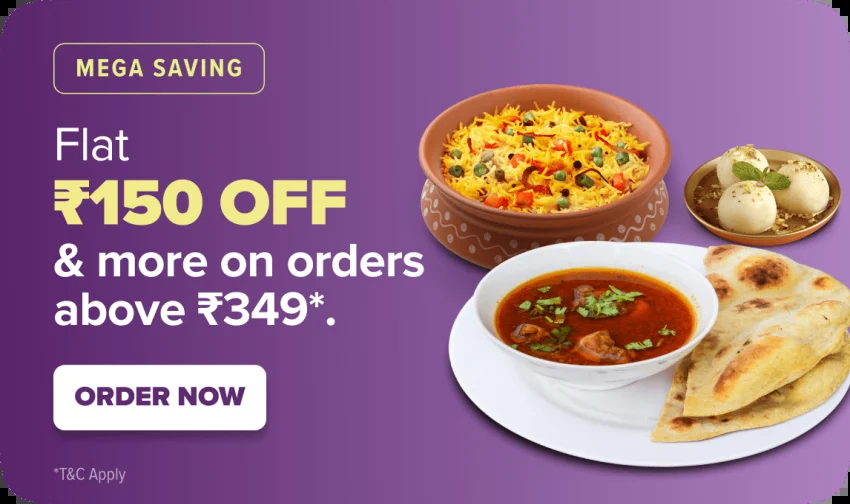 MEGA SAVING
Flat
₹150 OFF
& more on orders
above ₹349*.
ORDER NOW
*T&C Apply